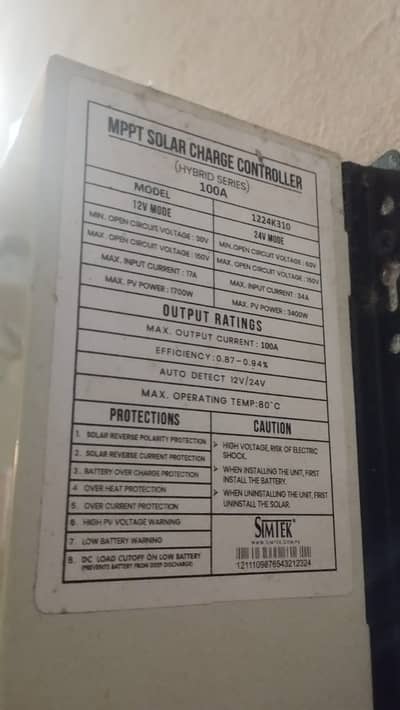 MPPT SOLAR CHARGE CONTROLLER
(HYBRID SERIES)
100A
MODEL 1224K310
12V MODE 24V MODE
MIN. OPEN CIRCUIT VOLTAGE : 30V MIN. OPEN CIRCUIT VOLTAGE : 60V
MAX. OPEN CIRCUIT VOLTAGE : 150V MAX. OPEN CIRCUIT VOLTAGE : 150V
MAX. INPUT CURRENT : 17A MAX. INPUT CURRENT : 34A
MAX. PV POWER : 1700W MAX. PV POWER : 3400W
OUTPUT RATINGS
MAX. OUTPUT CURRENT : 100A
EFFICIENCY : 0.87 - 0.94%
AUTO DETECT 12V/24V
MAX. OPERATING TEMP:80°C
PROTECTIONS
1. SOLAR REVERSE POLARITY PROTECTION
2. SOLAR REVERSE CURRENT PROTECTION
3. BATTERY OVER CHARGE PROTECTION
4. OVER HEAT PROTECTION
5. OVER CURRENT PROTECTION
6. HIGH PV VOLTAGE WARNING
7. LOW BATTERY WARNING
8. DC LOAD CUTOFF ON LOW BATTERY
(PREVENTS BATTERY FROM DEEP DISCHARGE)
CAUTION
➤ HIGH VOLTAGE, RISK OF ELECTRIC
SHOCK.
➤ WHEN INSTALLING THE UNIT, FIRST
INSTALL THE BATTERY.
➤ WHEN UNINSTALLING THE UNIT, FIRST
UNINSTALL THE SOLAR.
SIMTEK®
WWW.SIMTEK.COM.PK
1211109876543212324